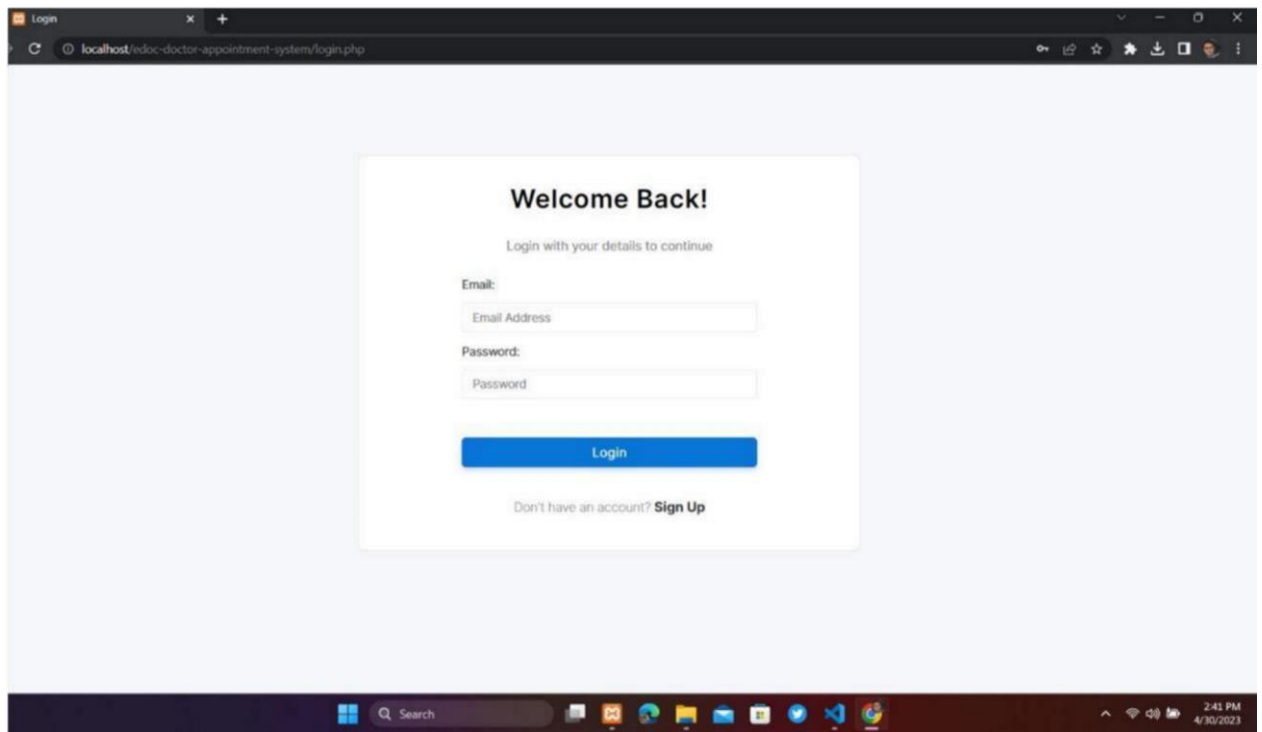 Login
localhost/edoc-doctor-appointment-system/login.php
Welcome Back!
Login with your details to continue
Email:
Email Address
Password:
Password
Login
Don't have an account? Sign Up
Search
2:41 PM
4/30/2023